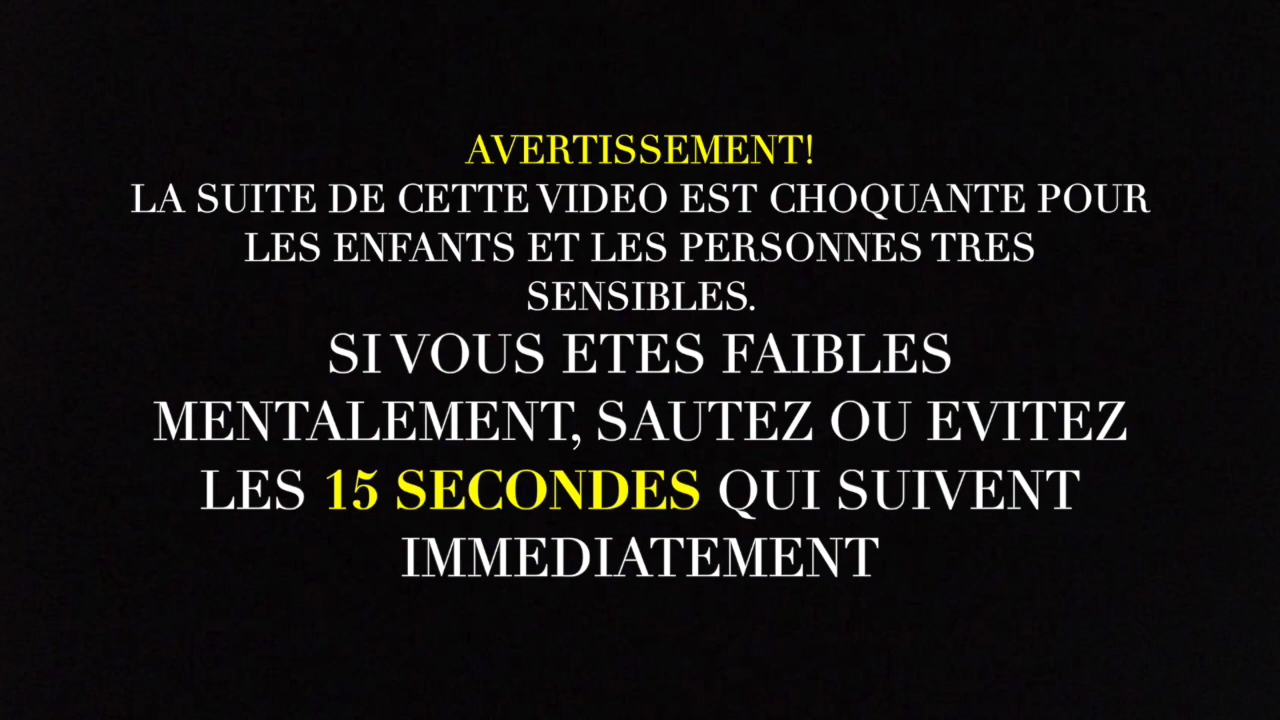 AVERTISSEMENT!
LA SUITE DE CETTE VIDEO EST CHOQUANTE POUR
LES ENFANTS ET LES PERSONNES TRES
SENSIBLES.
SI VOUS ETES FAIBLES
MENTALEMENT, SAUTEZ OU EVITEZ
LES 15 SECONDES QUI SUIVENT
IMMEDIATEMENT